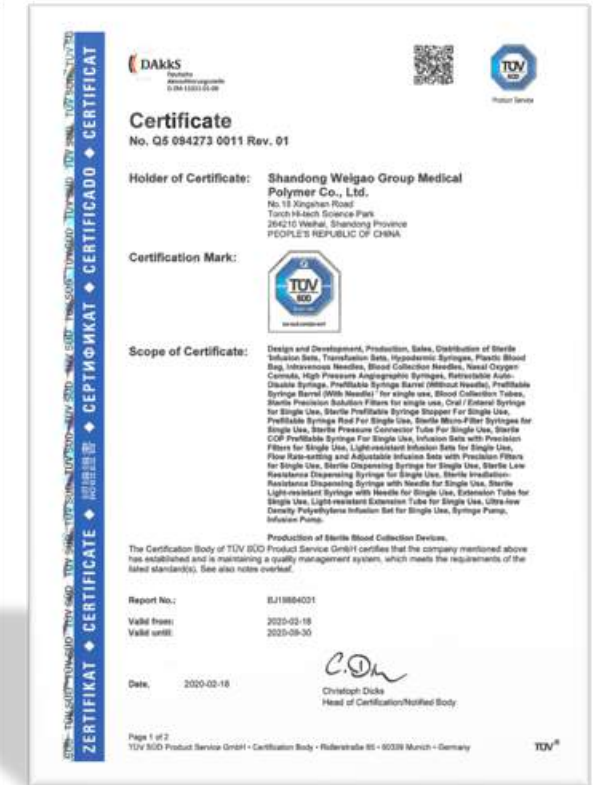 DAkkS
Deutsche
Akkreditierungsstelle
TÜV
SÜD
Product Service
Certificate
No. Q5 094273 0011 Rev. 01
Holder of Certificate:
Shandong Weigao Group Medical
Polymer Co., Ltd.
No.18 Xingshan Road
Torch Hi-tech Science Park
264210 Weihai, Shandong Province
PEOPLE'S REPUBLIC OF CHINA
Certification Mark:
TÜV
SÜD
Scope of Certificate:
Design and Development, Production, Sales, Distribution of Sterile
Infusion Sets, Transfusion Sets, Hypodermic Syringes, Plastic Blood
Bag, Intravenous Needles, Blood Collection Needles, Nasal Oxygen
Cannula, High Pressure Angiographic Syringes, Retractable Auto-
Disable Syringe, Prefillable Syringe Barrel (Without Needle), Prefillable
Syringe Barrel (With Needle) for single use, Blood Collection Tubes,
Sterile Precision Solution Filters for single use, Oral / Enteral Syringe
for Single Use, Sterile Prefillable Syringe Stopper For Single Use,
Prefillable Syringe Rod For Single Use, Sterile Micro-Filter Syringes for
Single Use, Sterile Pressure Connector Tube For Single Use, Sterile
COP Prefillable Syringe For Single Use, Infusion Sets with Precision
Filters for Single Use, Light-resistant Infusion Sets for Single Use,
Flow Rate-setting and Adjustable Infusion Sets with Precision Filters
for Single Use, Sterile Dispensing Syringe for Single Use, Sterile Low
Resistance Dispensing Syringe for Single Use, Sterile Irradiation-
Resistance Dispensing Syringe with Needle for Single Use, Sterile
Light-resistant Syringe with Needle for Single Use, Extension Tube for
Single Use, Light-resistant Extension Tube for Single Use, Ultra-low
Density Polyethylene Infusion Set for Single Use, Syringe Pump,
Infusion Pump.
Production of Sterile Blood Collection Devices.
The Certification Body of TÜV SÜD Product Service GmbH certifies that the company mentioned above
has established and is maintaining a quality management system, which meets the requirements of the
listed standard(s). See also notes overleaf.
Report No.:
BJ19884031
Valid from:
2020-02-18
Valid until:
2020-09-30
Date,
2020-02-18
Christoph Dicks
Head of Certification/Notified Body
Page 1 of 2
TÜV SÜD Product Service GmbH • Certification Body • Ridlerstraße 65 • 80339 Munich • Germany
TÜV®
ZERTIFIKAT ◆ CERTIFICATE ◆ 認證證書 ◆ СЕРТИФИКАТ ◆ CERTIFICADO ◆ CERTIFICAT